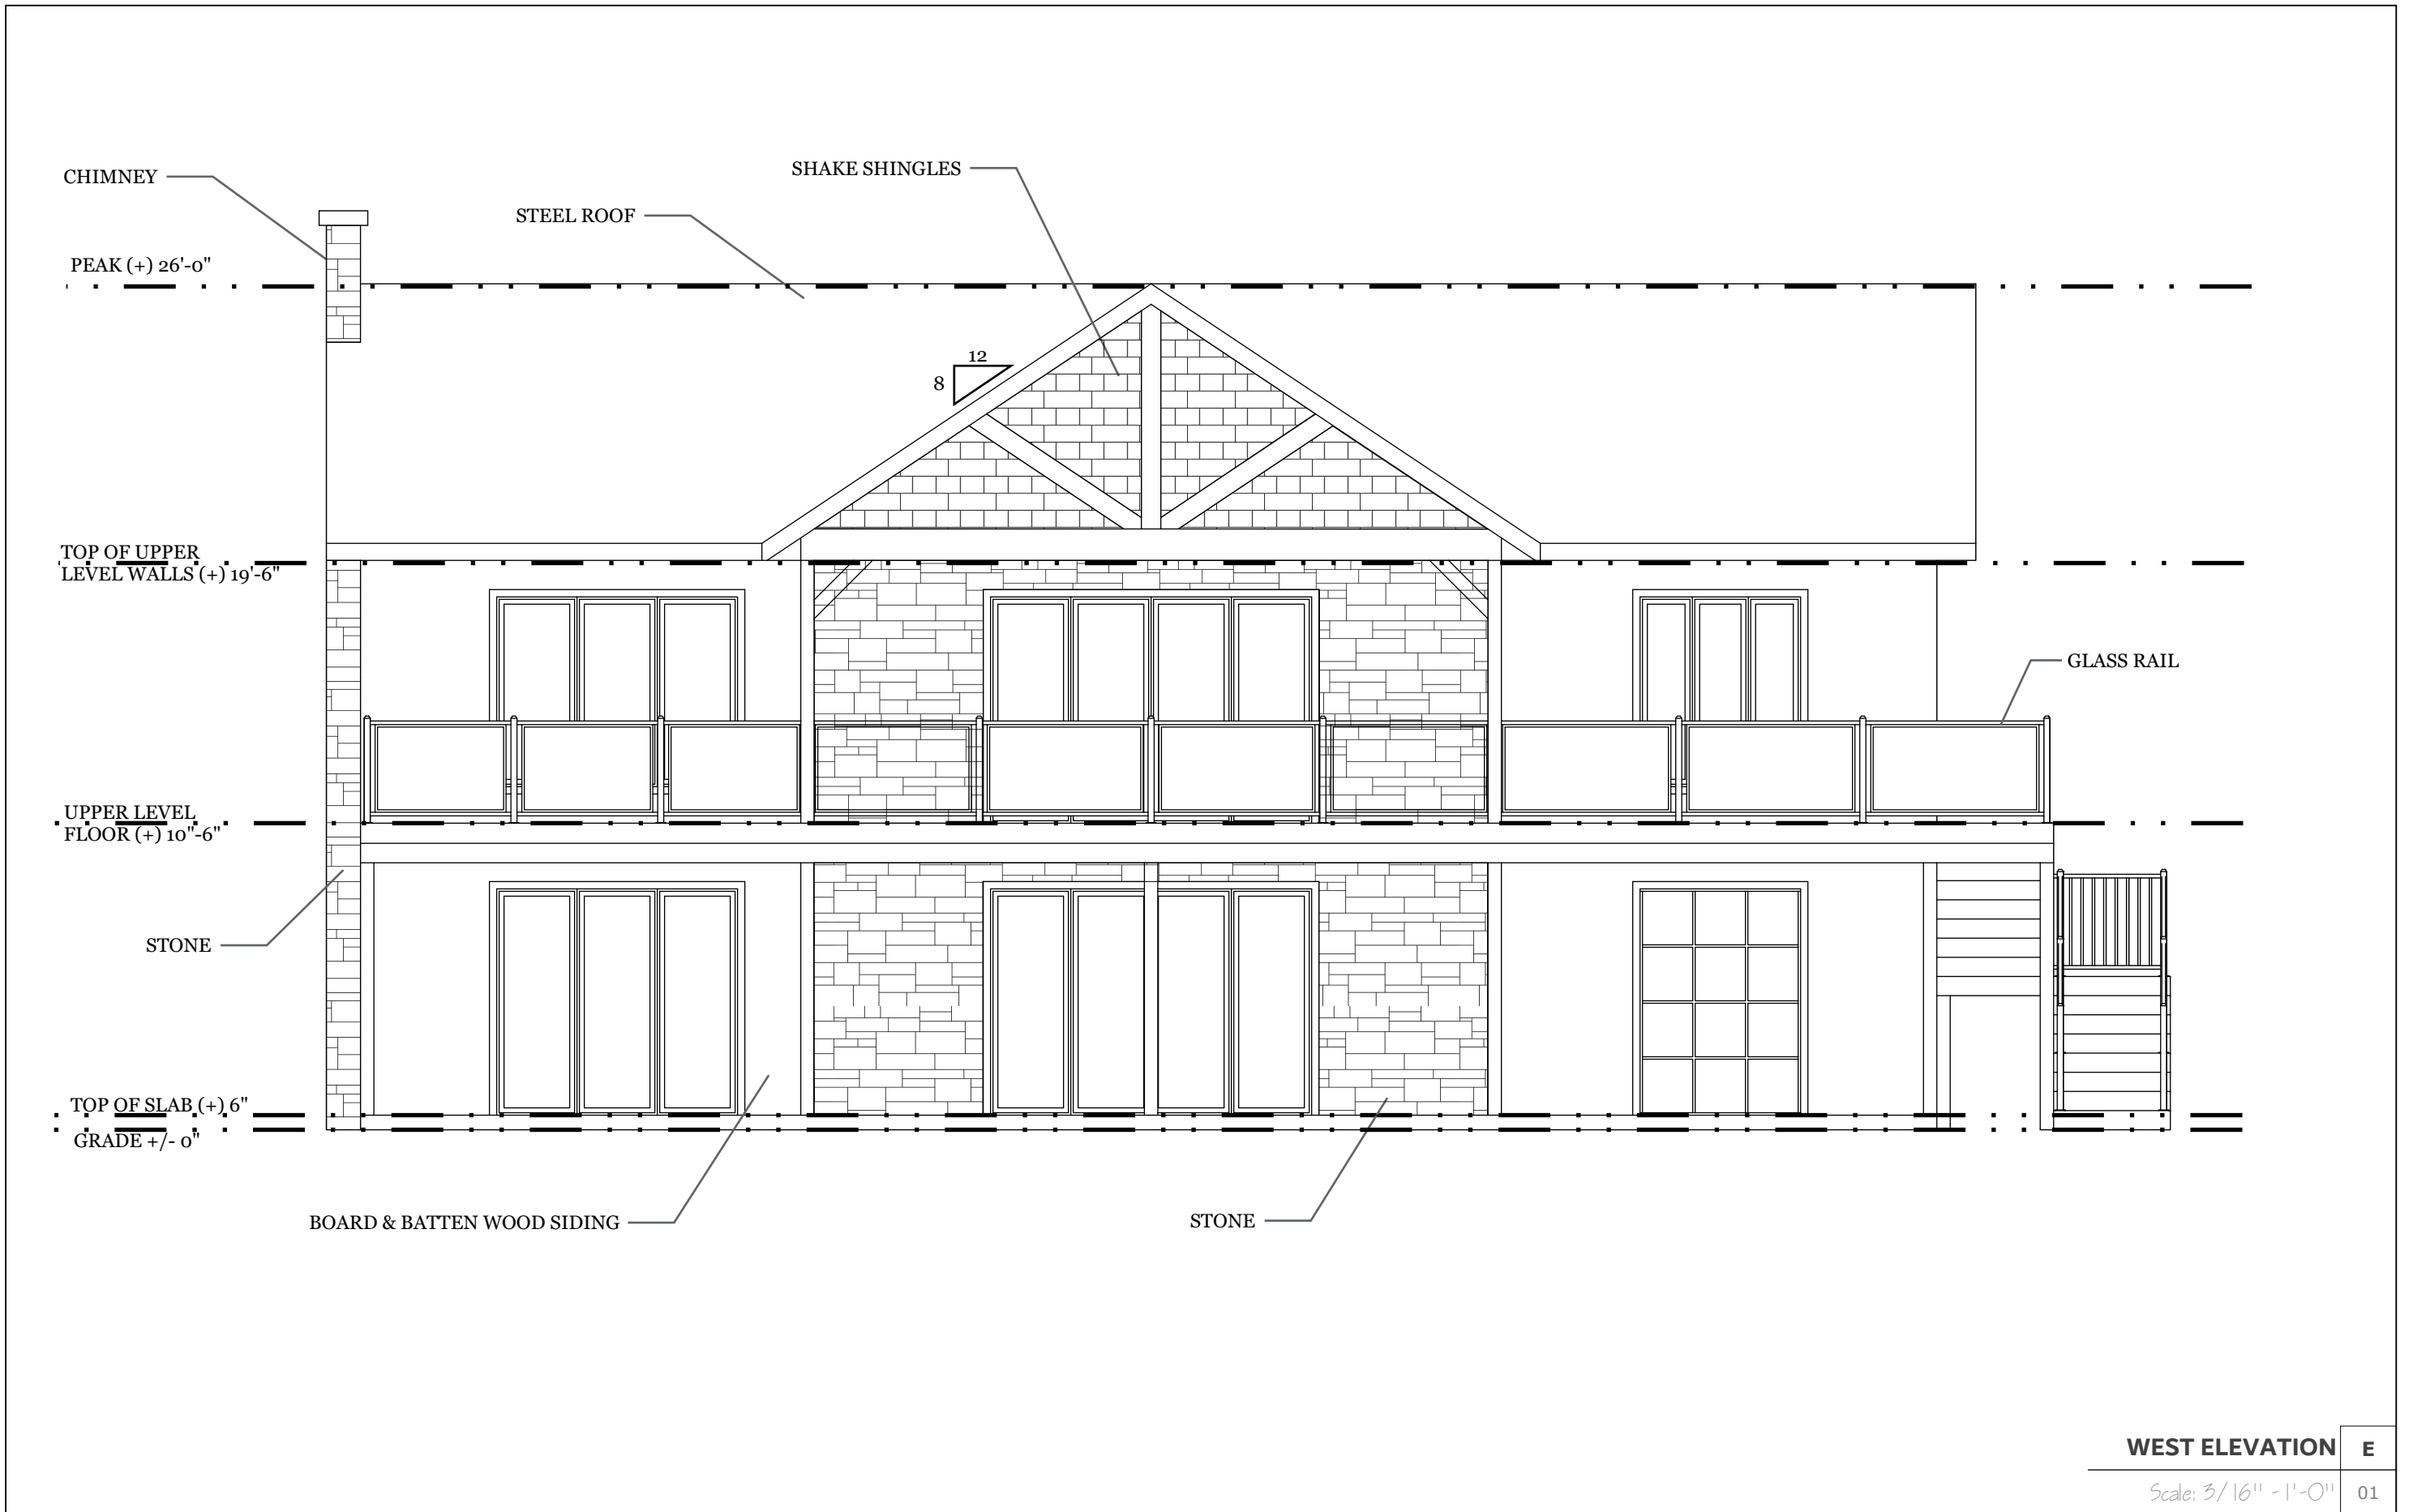 SHAKE SHINGLES
CHIMNEY
STEEL ROOF
PEAK (+) 26'-0"
12
8
TOP OF UPPER
LEVEL WALLS (+) 19'-6"
GLASS RAIL
UPPER LEVEL
FLOOR (+) 10"-6"
STONE
TOP OF SLAB (+) 6"
GRADE +/- 0"
BOARD & BATTEN WOOD SIDING
STONE
WEST ELEVATION E
Scale: 3/16" - 1'-0" 01